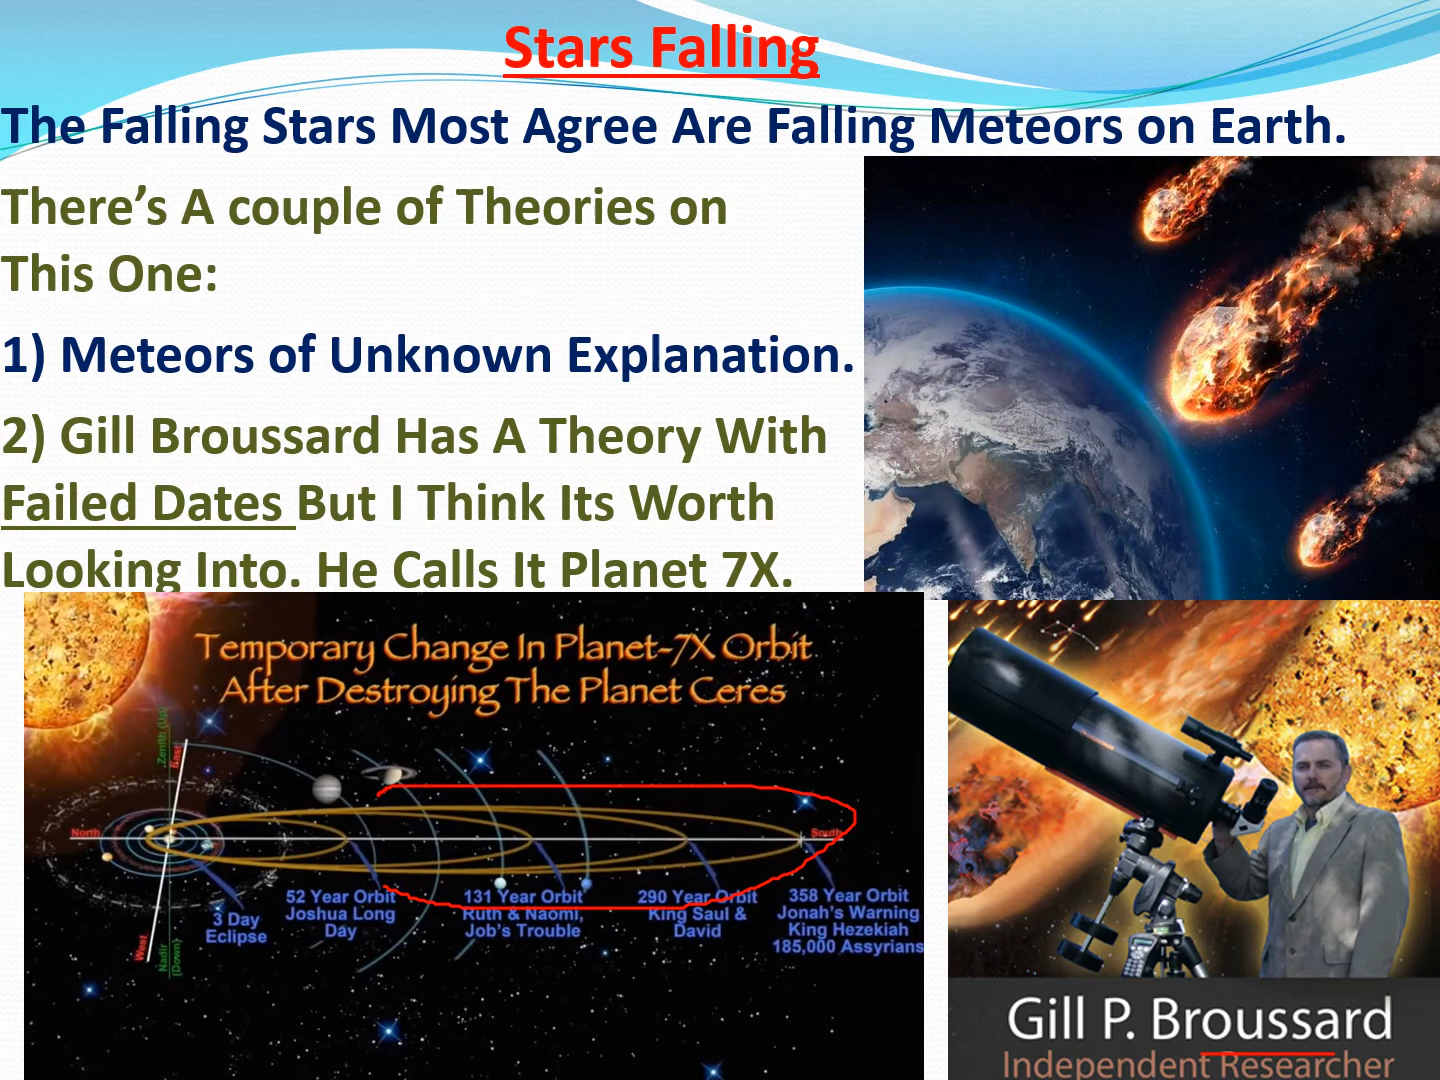 Stars Falling
The Falling Stars Most Agree Are Falling Meteors on Earth.
There’s A couple of Theories on
This One:
1) Meteors of Unknown Explanation.
2) Gill Broussard Has A Theory With
Failed Dates But I Think Its Worth
Looking Into. He Calls It Planet 7X.
Temporary Change In Planet-7X Orbit
After Destroying The Planet Ceres
Zenith (Up)
East
North
South
West
Nadir
(Down)
3 Day
Eclipse
52 Year Orbit
Joshua Long
Day
131 Year Orbit
Ruth & Naomi,
Job's Trouble
290 Year Orbit
King Saul &
David
358 Year Orbit
Jonah's Warning
King Hezekiah
185,000 Assyrians
Gill P. Broussard
Independent Researcher